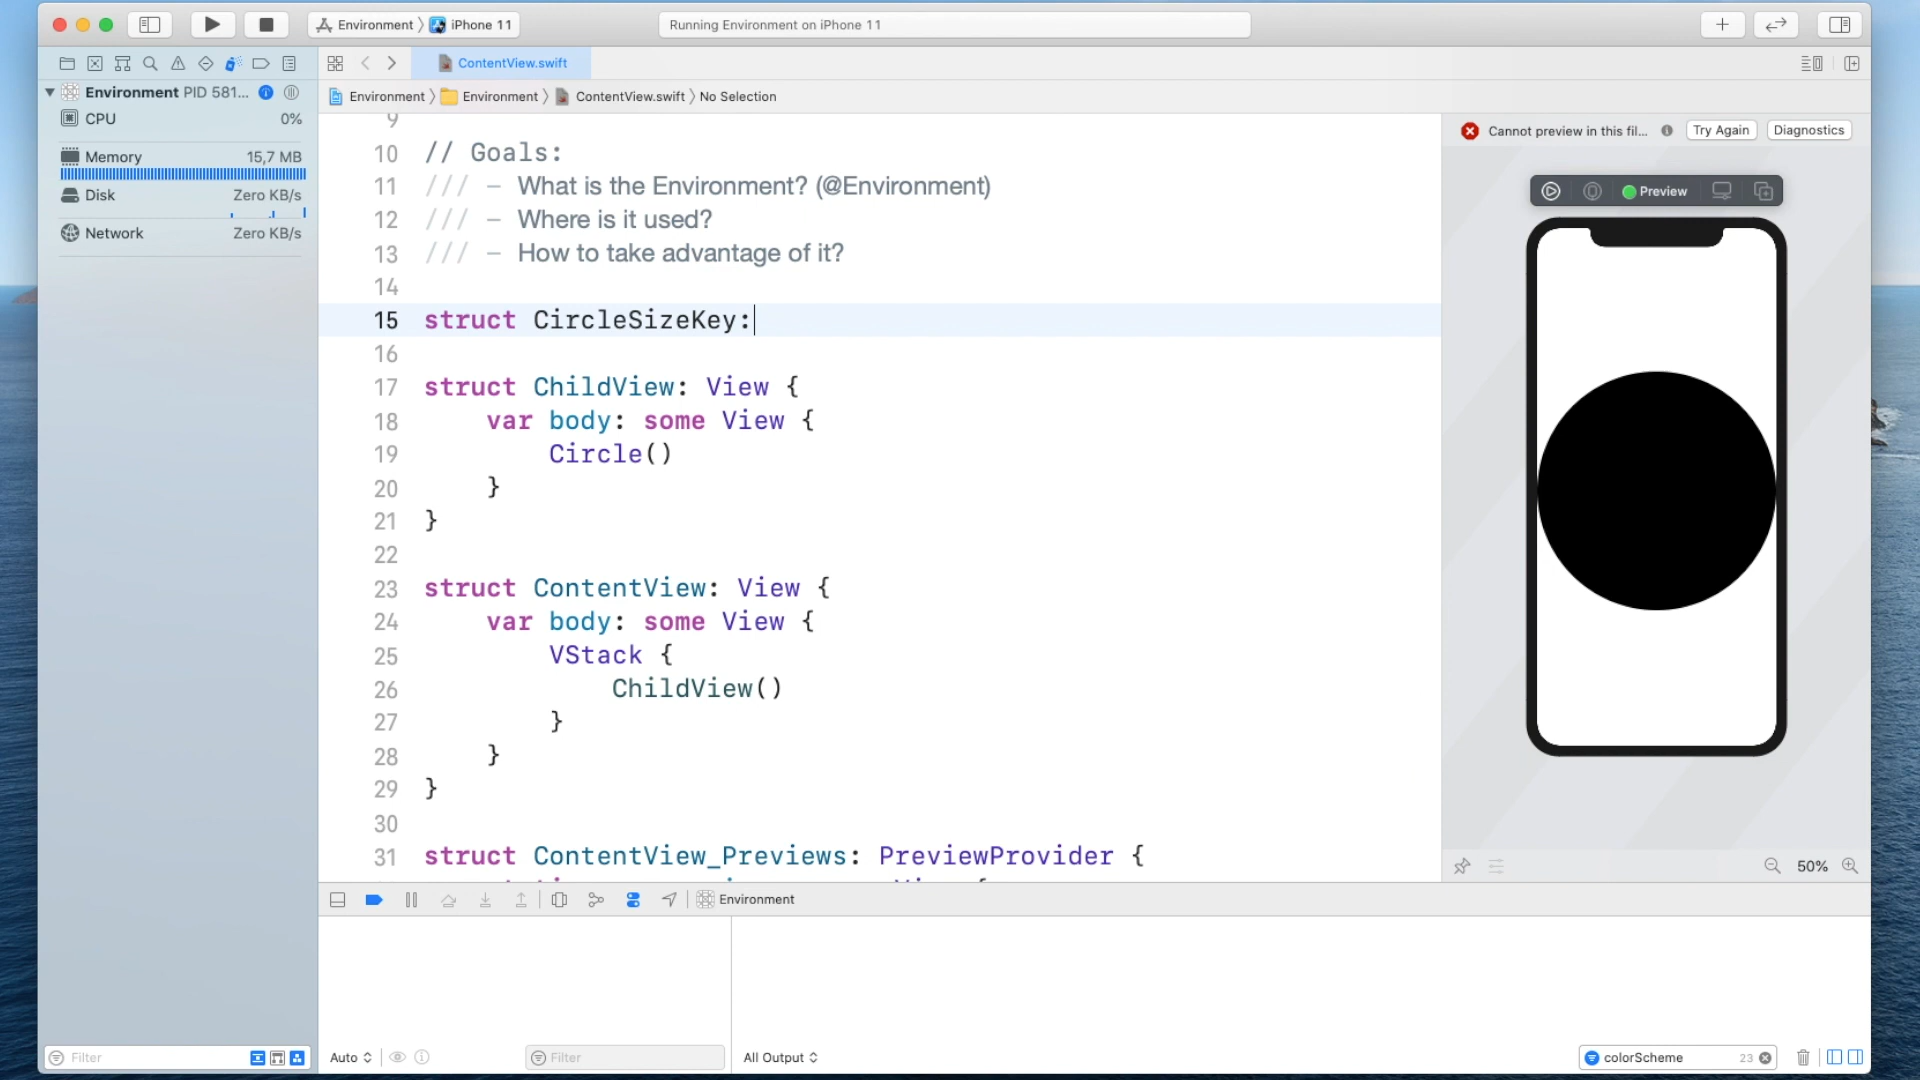 Environment 〉 iPhone 11
Running Environment on iPhone 11
ContentView.swift
Environment PID 581...
CPU 0%
Memory 15,7 MB
Disk Zero KB/s
Network Zero KB/s
Environment 〉 Environment 〉 ContentView.swift 〉 No Selection
9
10 // Goals:
11 /// – What is the Environment? (@Environment)
12 /// – Where is it used?
13 /// – How to take advantage of it?
14
15 struct CircleSizeKey:
16
17 struct ChildView: View {
18 var body: some View {
19 Circle()
20 }
21 }
22
23 struct ContentView: View {
24 var body: some View {
25 VStack {
26 ChildView()
27 }
28 }
29 }
30
31 struct ContentView_Previews: PreviewProvider {
Cannot preview in this fil...
Try Again
Diagnostics
Preview
50%
Environment
Filter
Auto
Filter
All Output
colorScheme 23